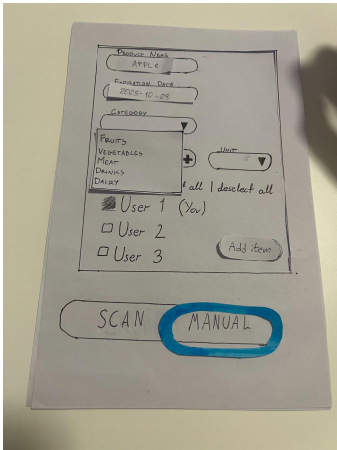 PRODUCT NAME
APPLE
EXPIRATION DATE
2025-10-28
CATEGORY
FRUITS
VEGETABLES
MEAT
DRINKS
DAIRY
UNIT
all | deselect all
User 1 (You)
User 2
User 3
Add item
SCAN
MANUAL